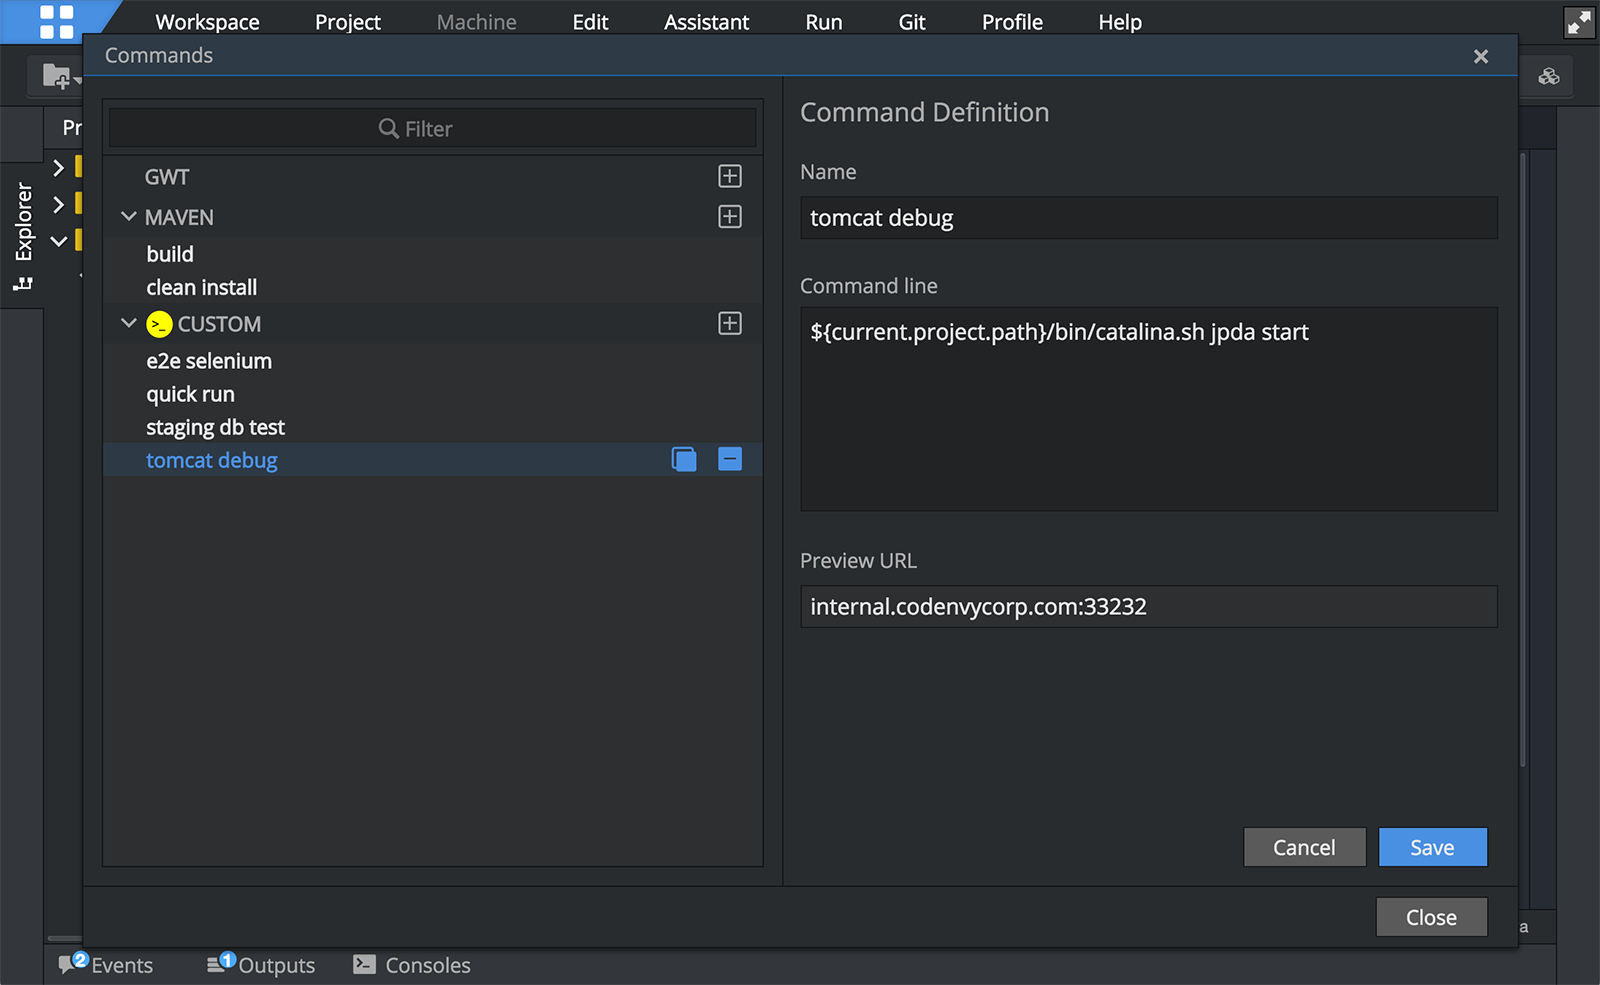 Workspace Project Machine Edit Assistant Run Git Profile Help
Commands
Pr
Explorer
Filter
GWT
MAVEN
build
clean install
>_ CUSTOM
e2e selenium
quick run
staging db test
tomcat debug
Command Definition
Name
tomcat debug
Command line
${current.project.path}/bin/catalina.sh jpda start
Preview URL
internal.codenvycorp.com:33232
Cancel Save
Close
a
2 Events 1 Outputs Consoles